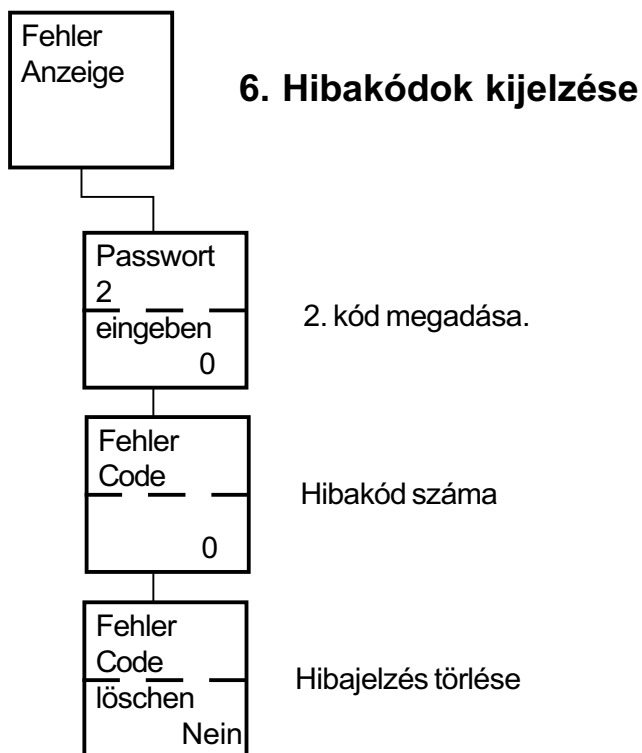 Fehler
Anzeige
6. Hibakódok kijelzése
Passwort
2
eingeben
0
2. kód megadása.
Fehler
Code
0
Hibakód száma
Fehler
Code
löschen
Nein
Hibajelzés törlése